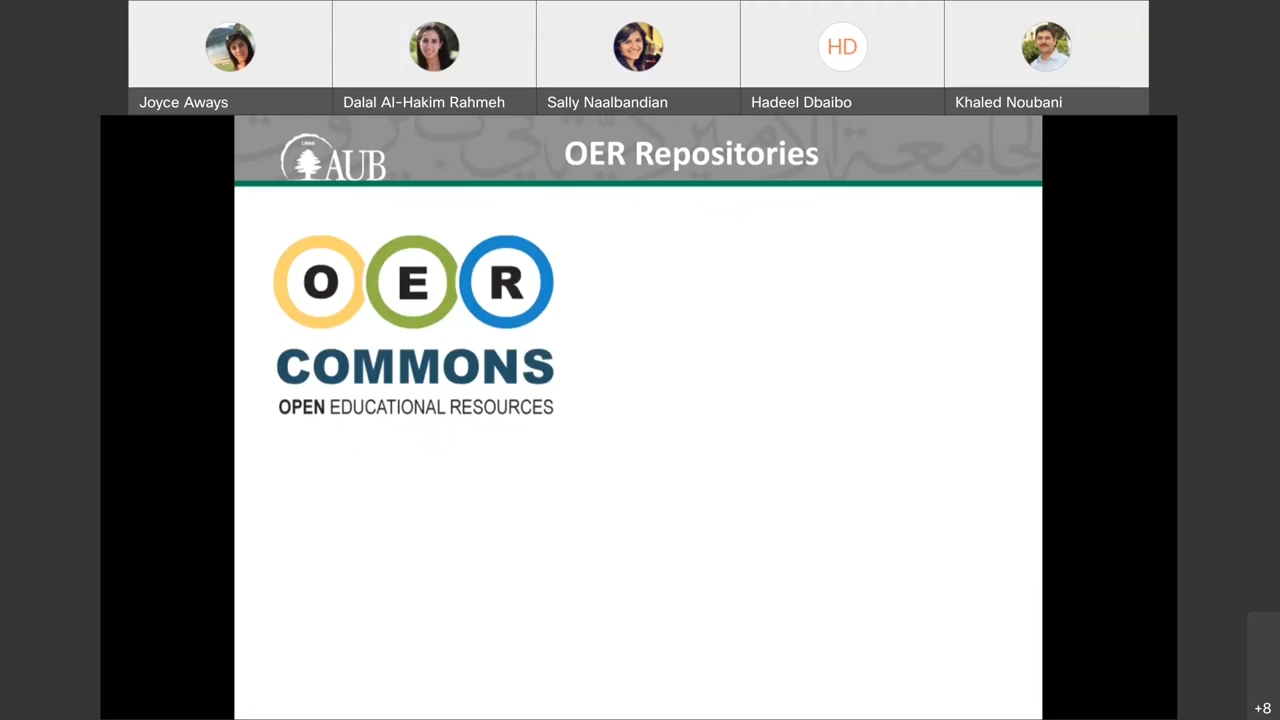 HD
Joyce Aways
Dalal Al-Hakim Rahmeh
Sally Naalbandian
Hadeel Dbaibo
Khaled Noubani
AUB
OER Repositories
O E R
COMMONS
OPEN EDUCATIONAL RESOURCES
+8